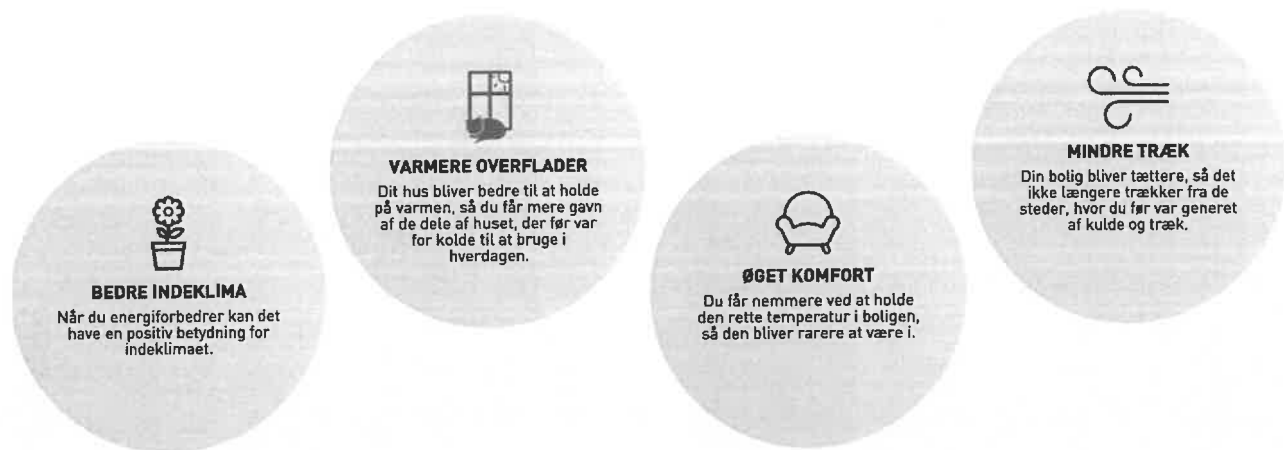 BEDRE INDEKLIMA
Når du energiforbedrer kan det
have en positiv betydning for
indeklimaet.
VARMERE OVERFLADER
Dit hus bliver bedre til at holde
på varmen, så du får mere gavn
af de dele af huset, der før var
for kolde til at bruge i
hverdagen.
ØGET KOMFORT
Du får nemmere ved at holde
den rette temperatur i boligen,
så den bliver rarere at være i.
MINDRE TRÆK
Din bolig bliver tættere, så det
ikke længere trækker fra de
steder, hvor du før var generet
af kulde og træk.